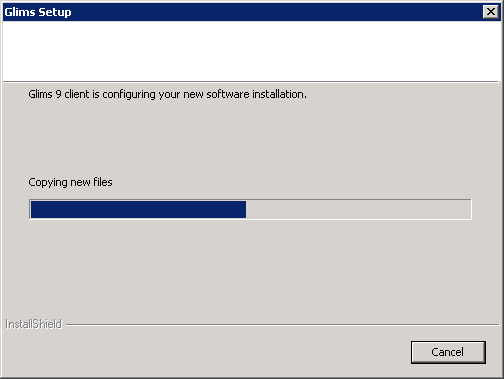 Glims Setup
Glims 9 client is configuring your new software installation.
Copying new files
InstallShield
Cancel